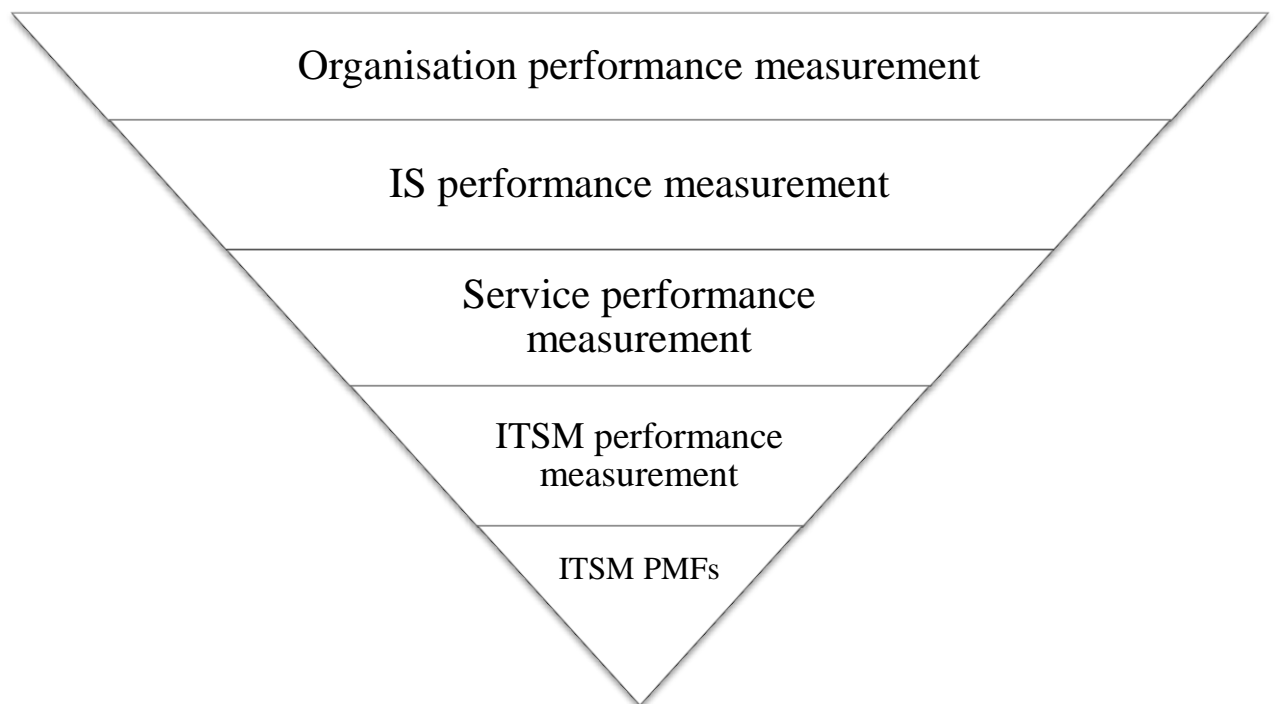 Organisation performance measurement
IS performance measurement
Service performance
measurement
ITSM performance
measurement
ITSM PMFs